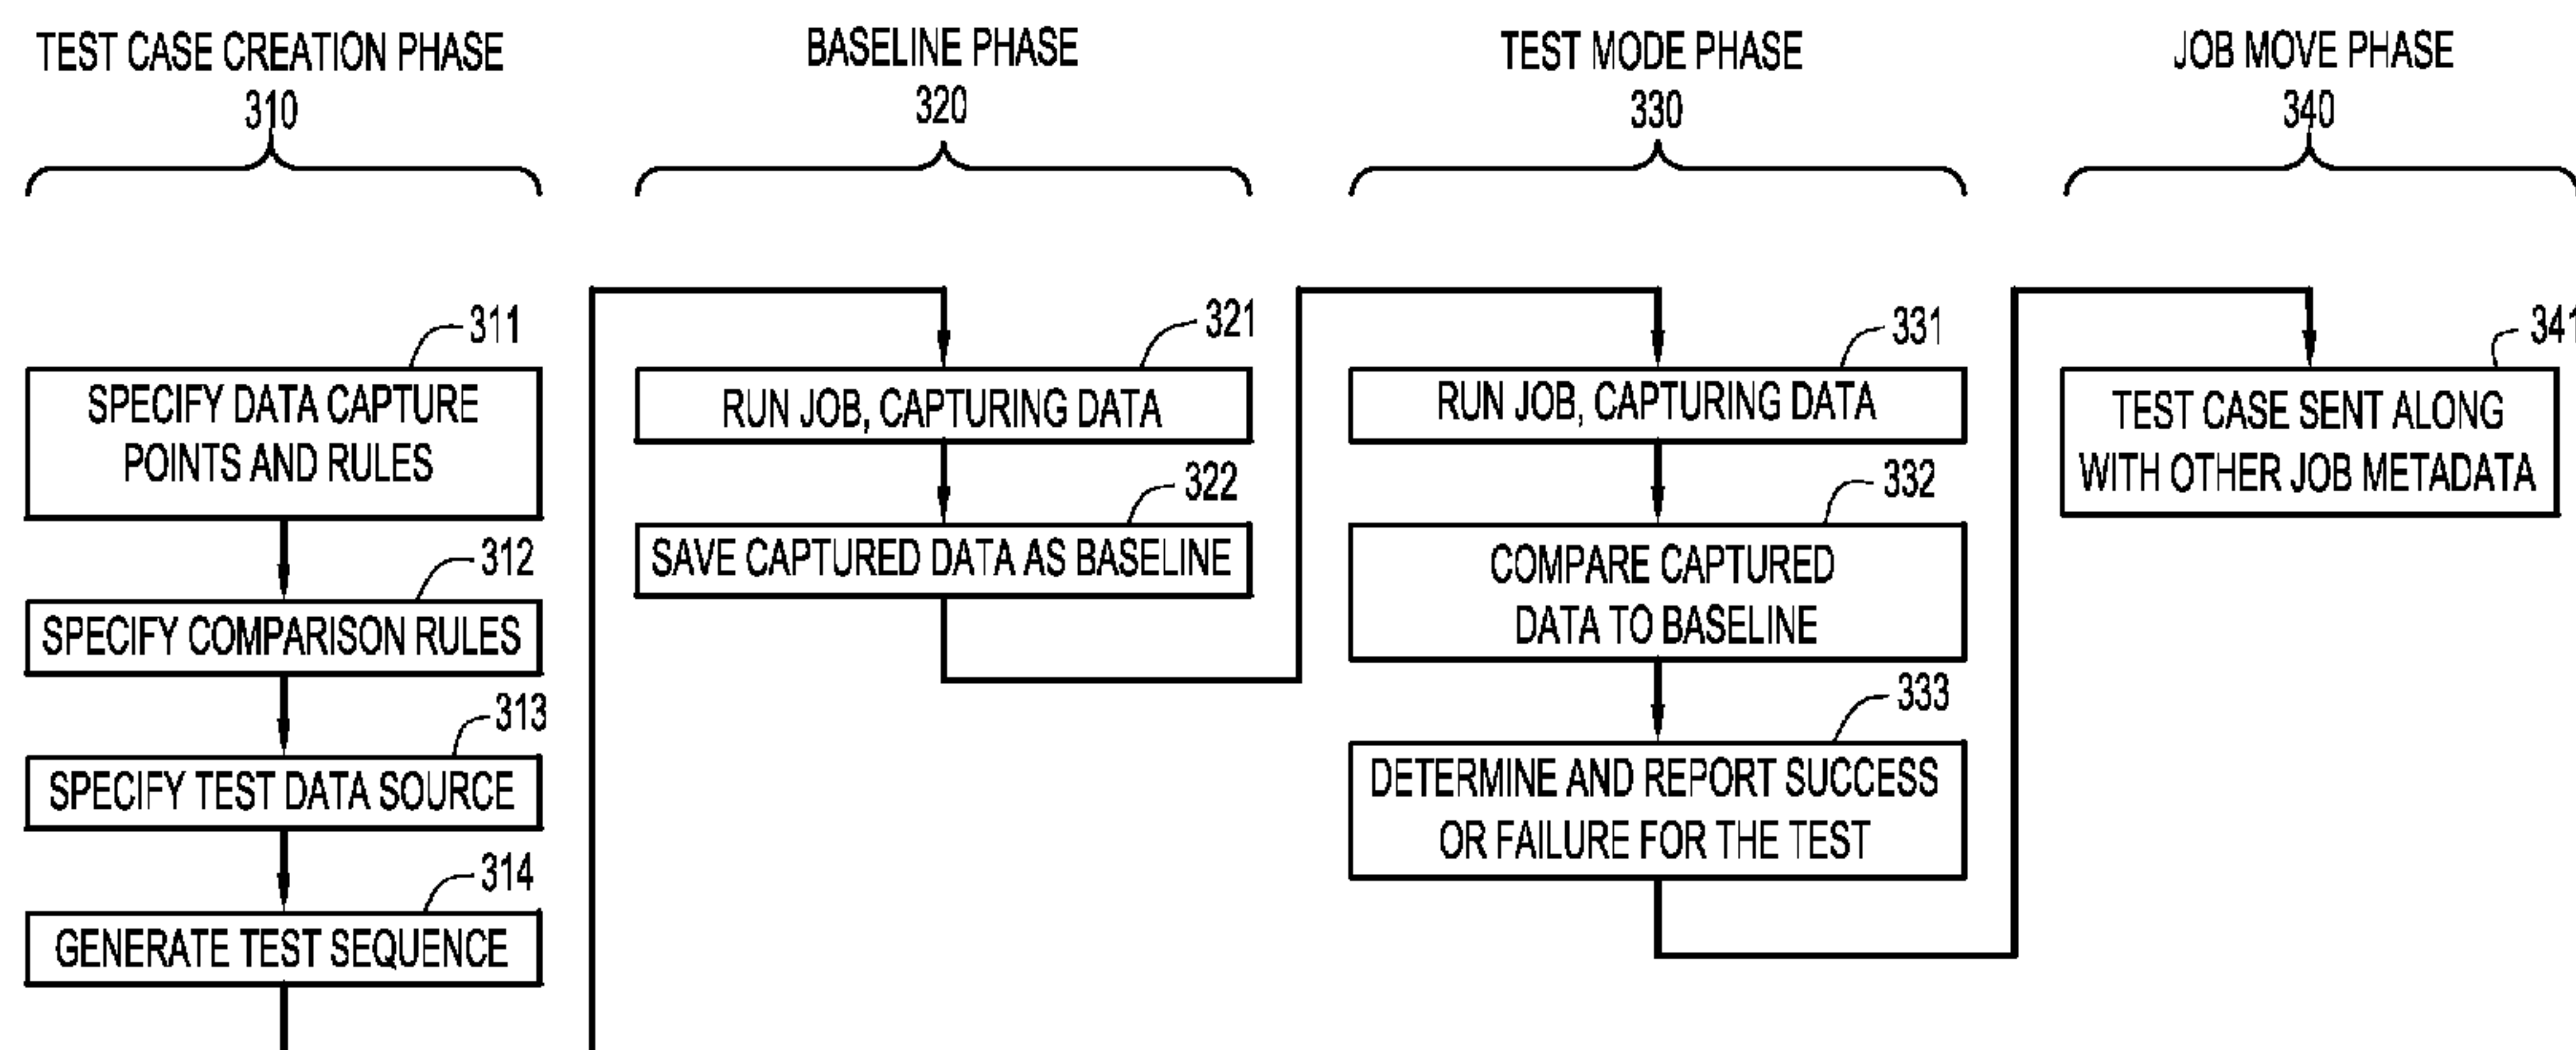 TEST CASE CREATION PHASE
310
311
SPECIFY DATA CAPTURE
POINTS AND RULES
312
SPECIFY COMPARISON RULES
313
SPECIFY TEST DATA SOURCE
314
GENERATE TEST SEQUENCE
BASELINE PHASE
320
321
RUN JOB, CAPTURING DATA
322
SAVE CAPTURED DATA AS BASELINE
TEST MODE PHASE
330
331
RUN JOB, CAPTURING DATA
332
COMPARE CAPTURED
DATA TO BASELINE
333
DETERMINE AND REPORT SUCCESS
OR FAILURE FOR THE TEST
JOB MOVE PHASE
340
341
TEST CASE SENT ALONG
WITH OTHER JOB METADATA